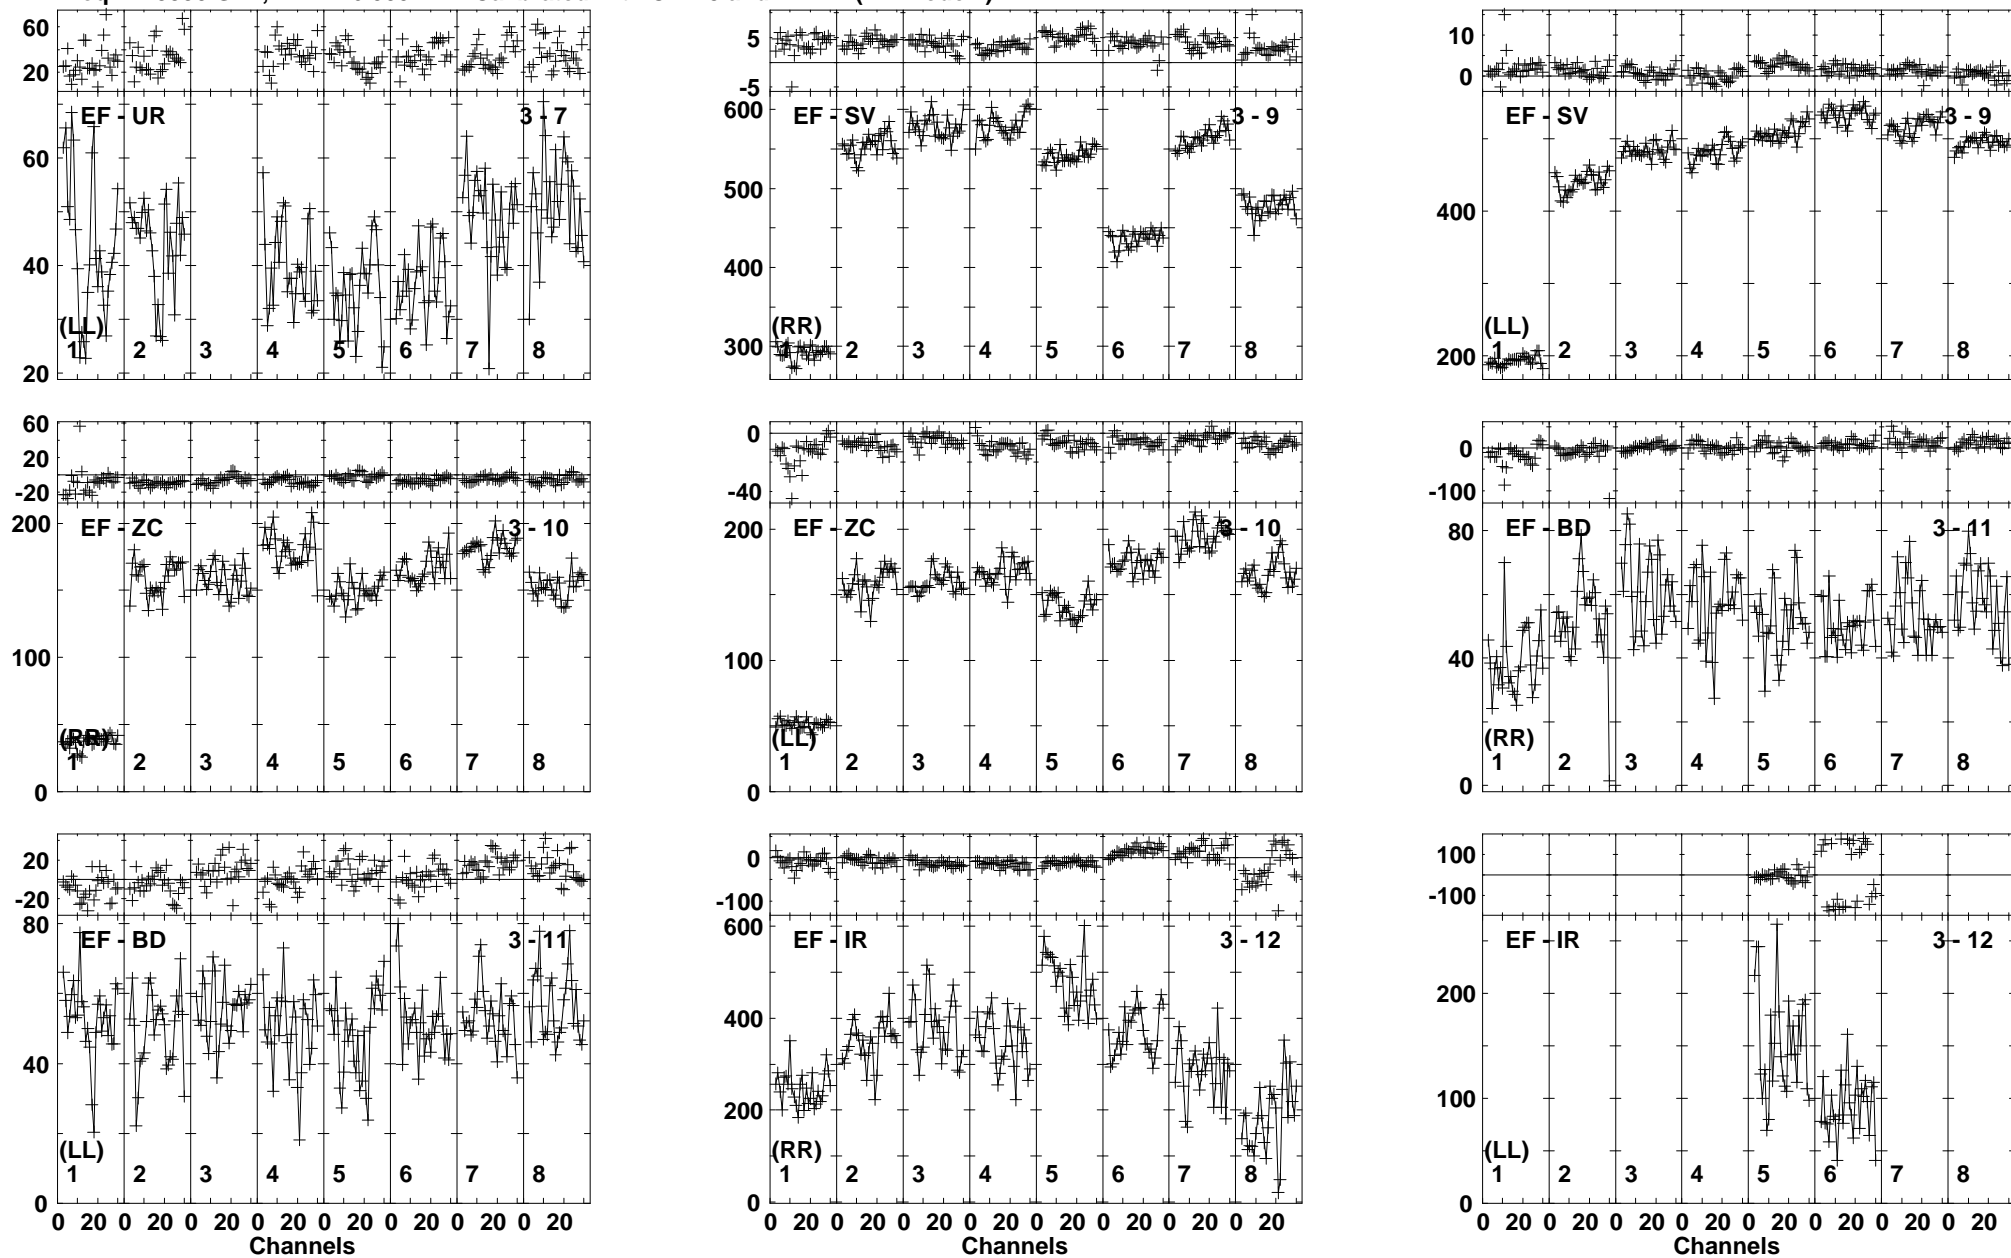 60 20
5 -5
10 0
EF - UR 3 - 7
60 40 20
(LL)
1 2 3 4 5 6 7 8
EF - SV 3 - 9
600 500 400 300
(RR)
1 2 3 4 5 6 7 8
EF - SV 3 - 9
400 200
(LL)
1 2 3 4 5 6 7 8
60 20 -20
0 -40
0 -100
EF - ZC 3 - 10
200 100 0
(RR)
1 2 3 4 5 6 7 8
EF - ZC 3 - 10
200 100 0
(LL)
1 2 3 4 5 6 7 8
EF - BD 3 - 11
80 40 0
(RR)
1 2 3 4 5 6 7 8
20 -20
0 -100
100 -100
EF - BD 3 - 11
80 40 0
(LL)
1 2 3 4 5 6 7 8
EF - IR 3 - 12
600 400 200 0
(RR)
1 2 3 4 5 6 7 8
EF - IR 3 - 12
200 100 0
(LL)
1 2 3 4 5 6 7 8
0 20 0 20 0 20 0 20 0 20 0 20 0 20 0 20
0 20 0 20 0 20 0 20 0 20 0 20 0 20 0 20
0 20 0 20 0 20 0 20 0 20 0 20 0 20 0 20
Channels
Channels
Channels